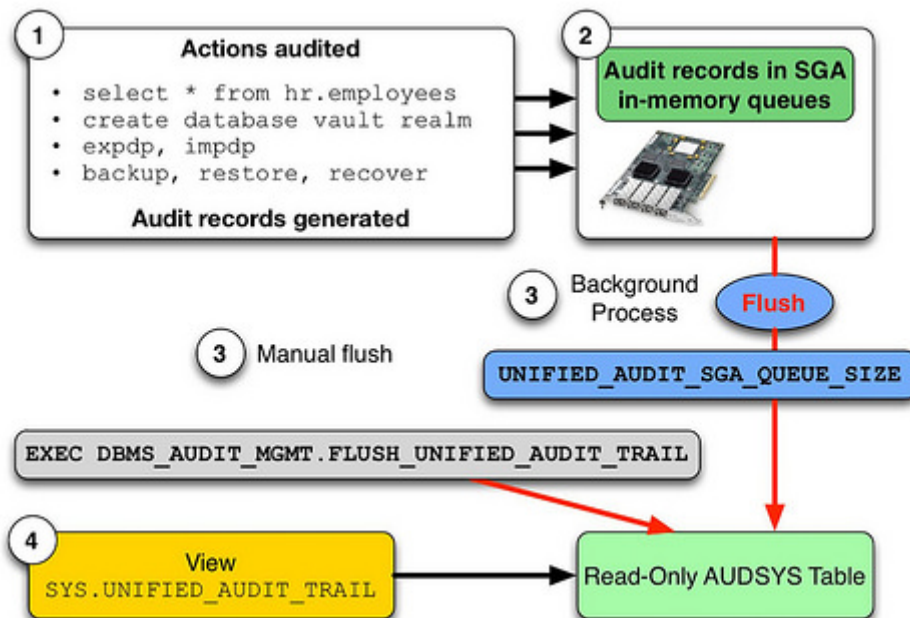 1
Actions audited
• select * from hr.employees
• create database vault realm
• expdp, impdp
• backup, restore, recover
Audit records generated
2
Audit records in SGA
in-memory queues
3
Background
Process
Flush
3
Manual flush
UNIFIED_AUDIT_SGA_QUEUE_SIZE
EXEC DBMS_AUDIT_MGMT.FLUSH_UNIFIED_AUDIT_TRAIL
4
View
SYS.UNIFIED_AUDIT_TRAIL
Read-Only AUDSYS Table